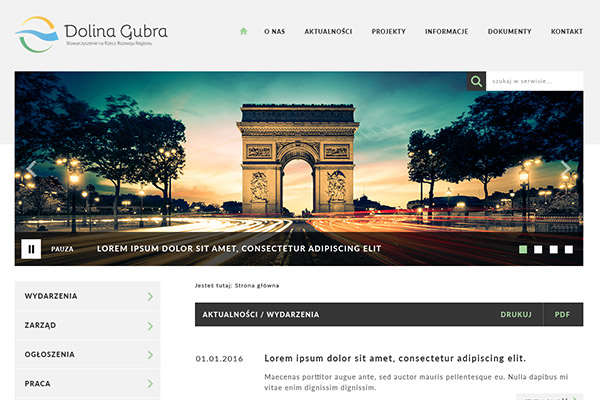 Dolina Gubra
Stowarzyszenie na Rzecz Rozwoju Regionu
O NAS
AKTUALNOŚCI
PROJEKTY
INFORMACJE
DOKUMENTY
KONTAKT
szukaj w serwisie...
PAUZA
LOREM IPSUM DOLOR SIT AMET, CONSECTETUR ADIPISCING ELIT
WYDARZENIA
ZARZĄD
OGŁOSZENIA
PRACA
Jesteś tutaj: Strona główna
AKTUALNOŚCI / WYDARZENIA
DRUKUJ
PDF
01.01.2016
Lorem ipsum dolor sit amet, consectetur adipiscing elit.
Maecenas porttitor augue ante, sed auctor mauris pellentesque eu. Nulla dapibus mi
vitae enim dignissim dignissim.